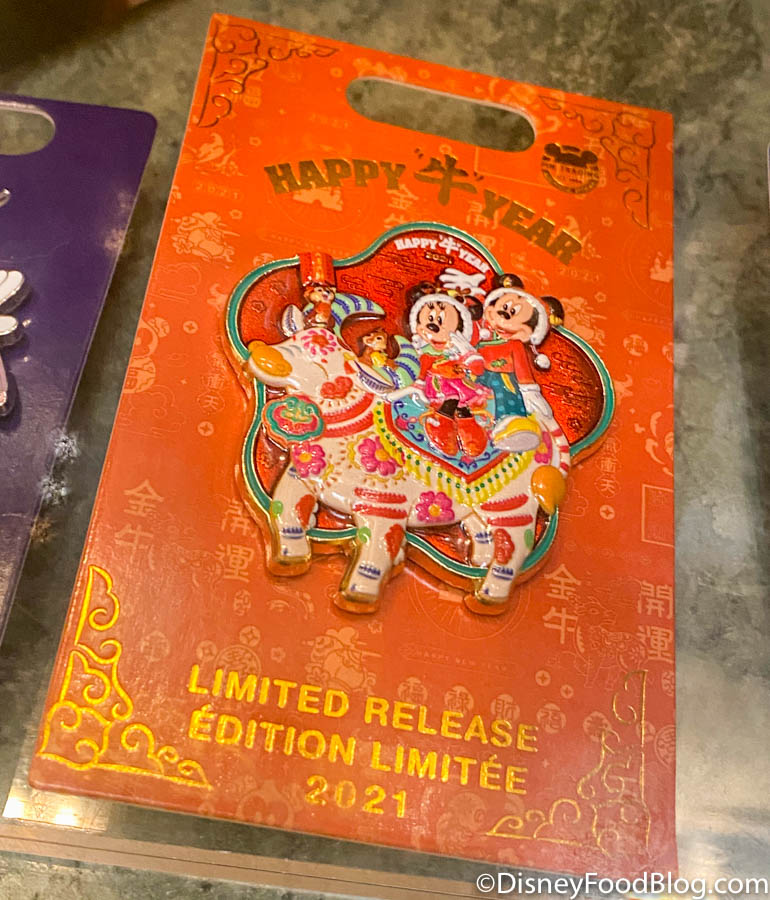 HAPPY "牛" YEAR
HAPPY "牛" YEAR
2021
金牛
開運
金牛
開運
LIMITED RELEASE
ÉDITION LIMITÉE
2021
©DisneyFoodBlog.com